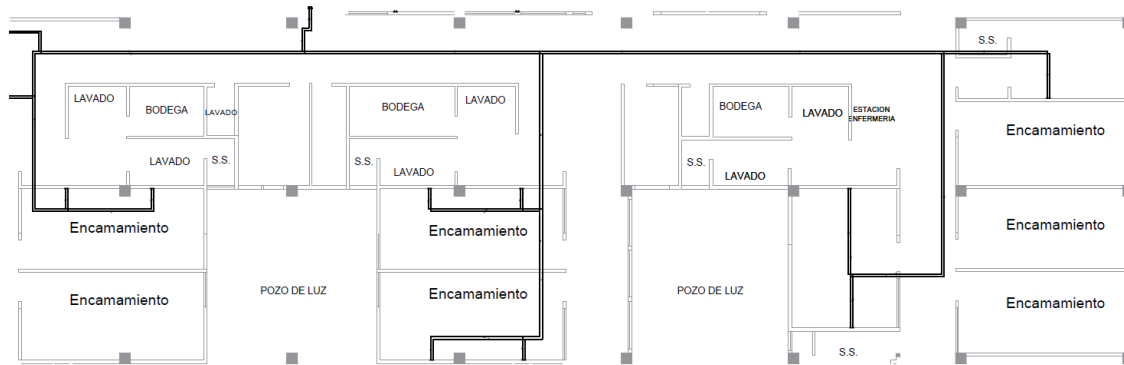 S.S.
LAVADO
BODEGA
LAVADO
BODEGA
LAVADO
BODEGA
LAVADO
ESTACION
ENFERMERIA
Encamamiento
LAVADO
S.S.
S.S.
LAVADO
S.S.
LAVADO
Encamamiento
Encamamiento
Encamamiento
Encamamiento
POZO DE LUZ
Encamamiento
POZO DE LUZ
Encamamiento
S.S.